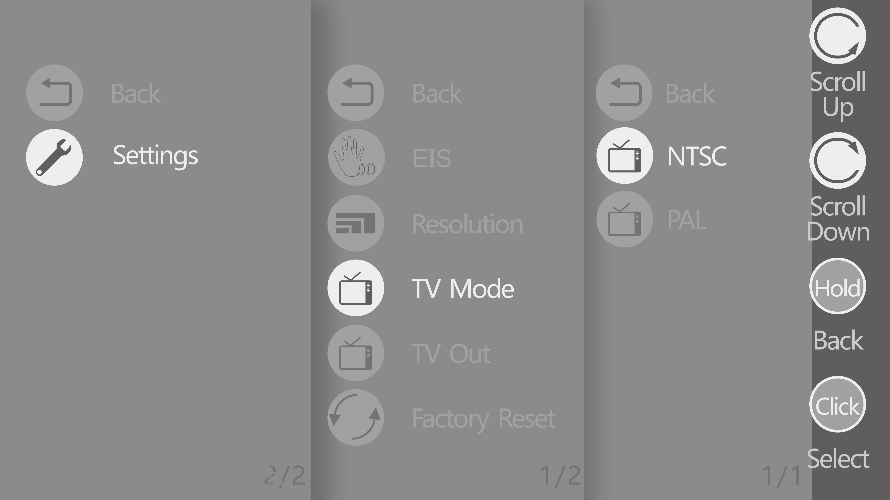 Back
Settings
2/2
Back
EIS
Resolution
TV Mode
TV Out
Factory Reset
1/2
Back
NTSC
PAL
1/1
Scroll
Up
Scroll
Down
Hold
Back
Click
Select